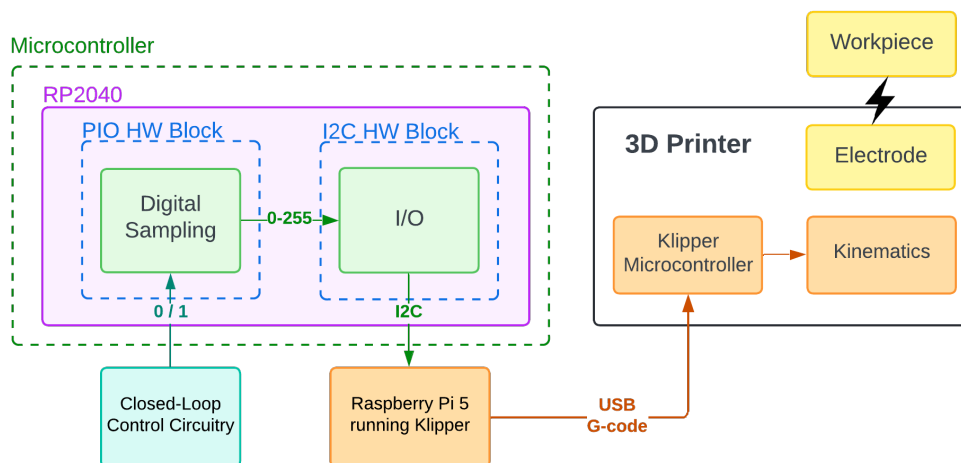 Microcontroller
RP2040
PIO HW Block
I2C HW Block
Digital
Sampling
0-255
I/O
0 / 1
I2C
Closed-Loop
Control Circuitry
Raspberry Pi 5
running Klipper
USB
G-code
Workpiece
3D Printer
Electrode
Klipper
Microcontroller
Kinematics